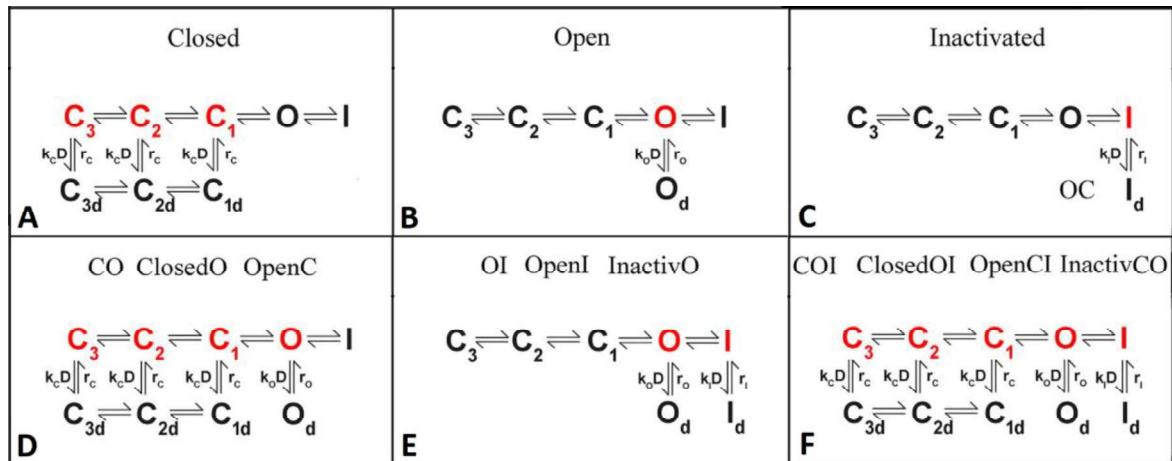 Closed
C3 C2 C1 O I
kcD rc kcD rc kcD rc
C3d C2d C1d
A
Open
C3 C2 C1 O I
koD ro
Od
B
Inactivated
C3 C2 C1 O I
kID rI
OC Id
C
CO ClosedO OpenC
C3 C2 C1 O I
kcD rc kcD rc kcD rc koD ro
C3d C2d C1d Od
D
OI OpenI InactivO
C3 C2 C1 O I
koD ro kID rI
Od Id
E
COI ClosedOI OpenCI InactivCO
C3 C2 C1 O I
kcD rc kcD rc kcD rc koD ro kID rI
C3d C2d C1d Od Id
F